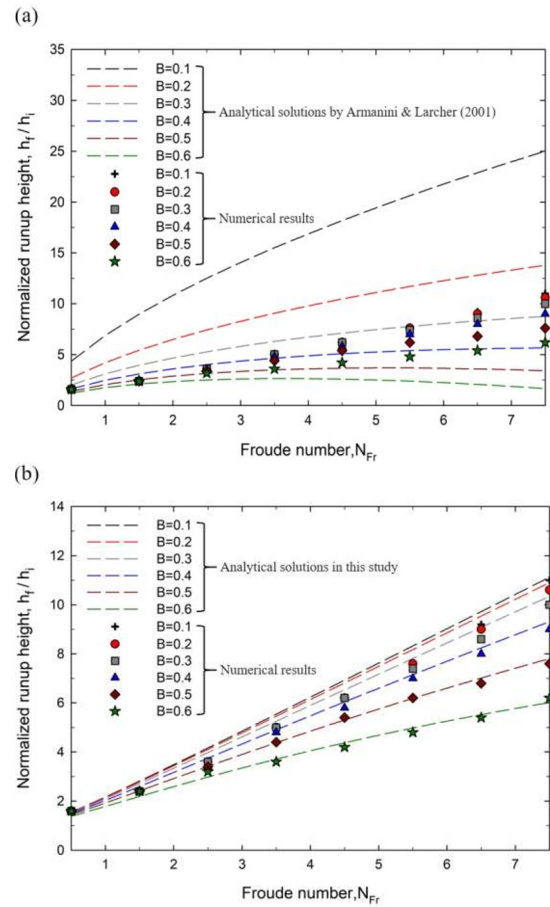 (a)
35
30
25
20
15
10
5
0
Normalized runup height, h_f / h_i
B=0.1
B=0.2
B=0.3
B=0.4
B=0.5
B=0.6
Analytical solutions by Armanini & Larcher (2001)
B=0.1
B=0.2
B=0.3
B=0.4
B=0.5
B=0.6
Numerical results
1 2 3 4 5 6 7
Froude number,N_Fr
(b)
14
12
10
8
6
4
2
0
Normalized runup height, h_f / h_i
B=0.1
B=0.2
B=0.3
B=0.4
B=0.5
B=0.6
Analytical solutions in this study
B=0.1
B=0.2
B=0.3
B=0.4
B=0.5
B=0.6
Numerical results
1 2 3 4 5 6 7
Froude number,N_Fr